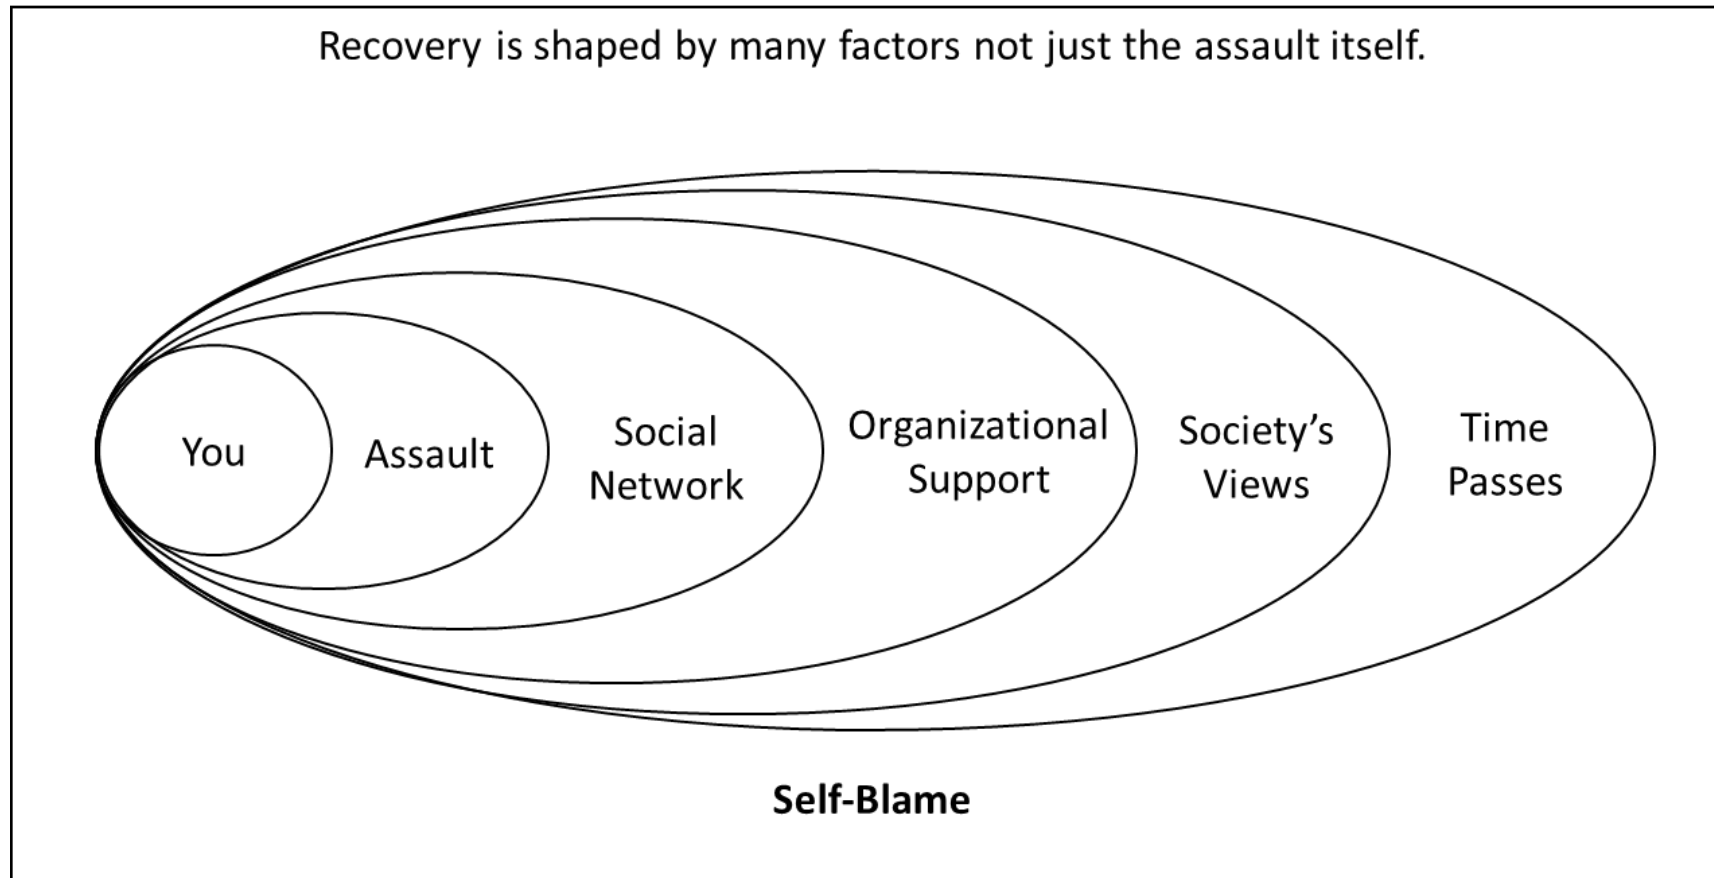 Recovery is shaped by many factors not just the assault itself.
You
Assault
Social
Network
Organizational
Support
Society’s
Views
Time
Passes
Self-Blame